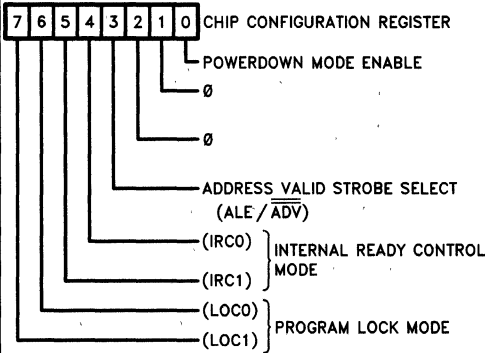 7 6 5 4 3 2 1 0 CHIP CONFIGURATION REGISTER
POWERDOWN MODE ENABLE
Ø
Ø
ADDRESS VALID STROBE SELECT
(ALE/ADV)
(IRC0)
INTERNAL READY CONTROL
MODE
(IRC1)
(LOC0)
PROGRAM LOCK MODE
(LOC1)